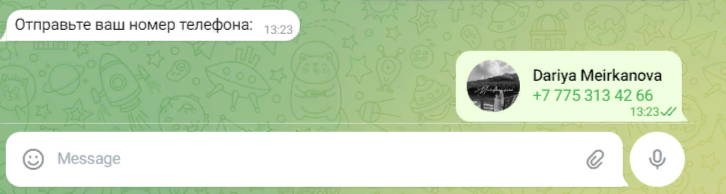 Отправьте ваш номер телефона: 13:23
Dariya Meirkanova
+7 775 313 42 66
13:23
Message